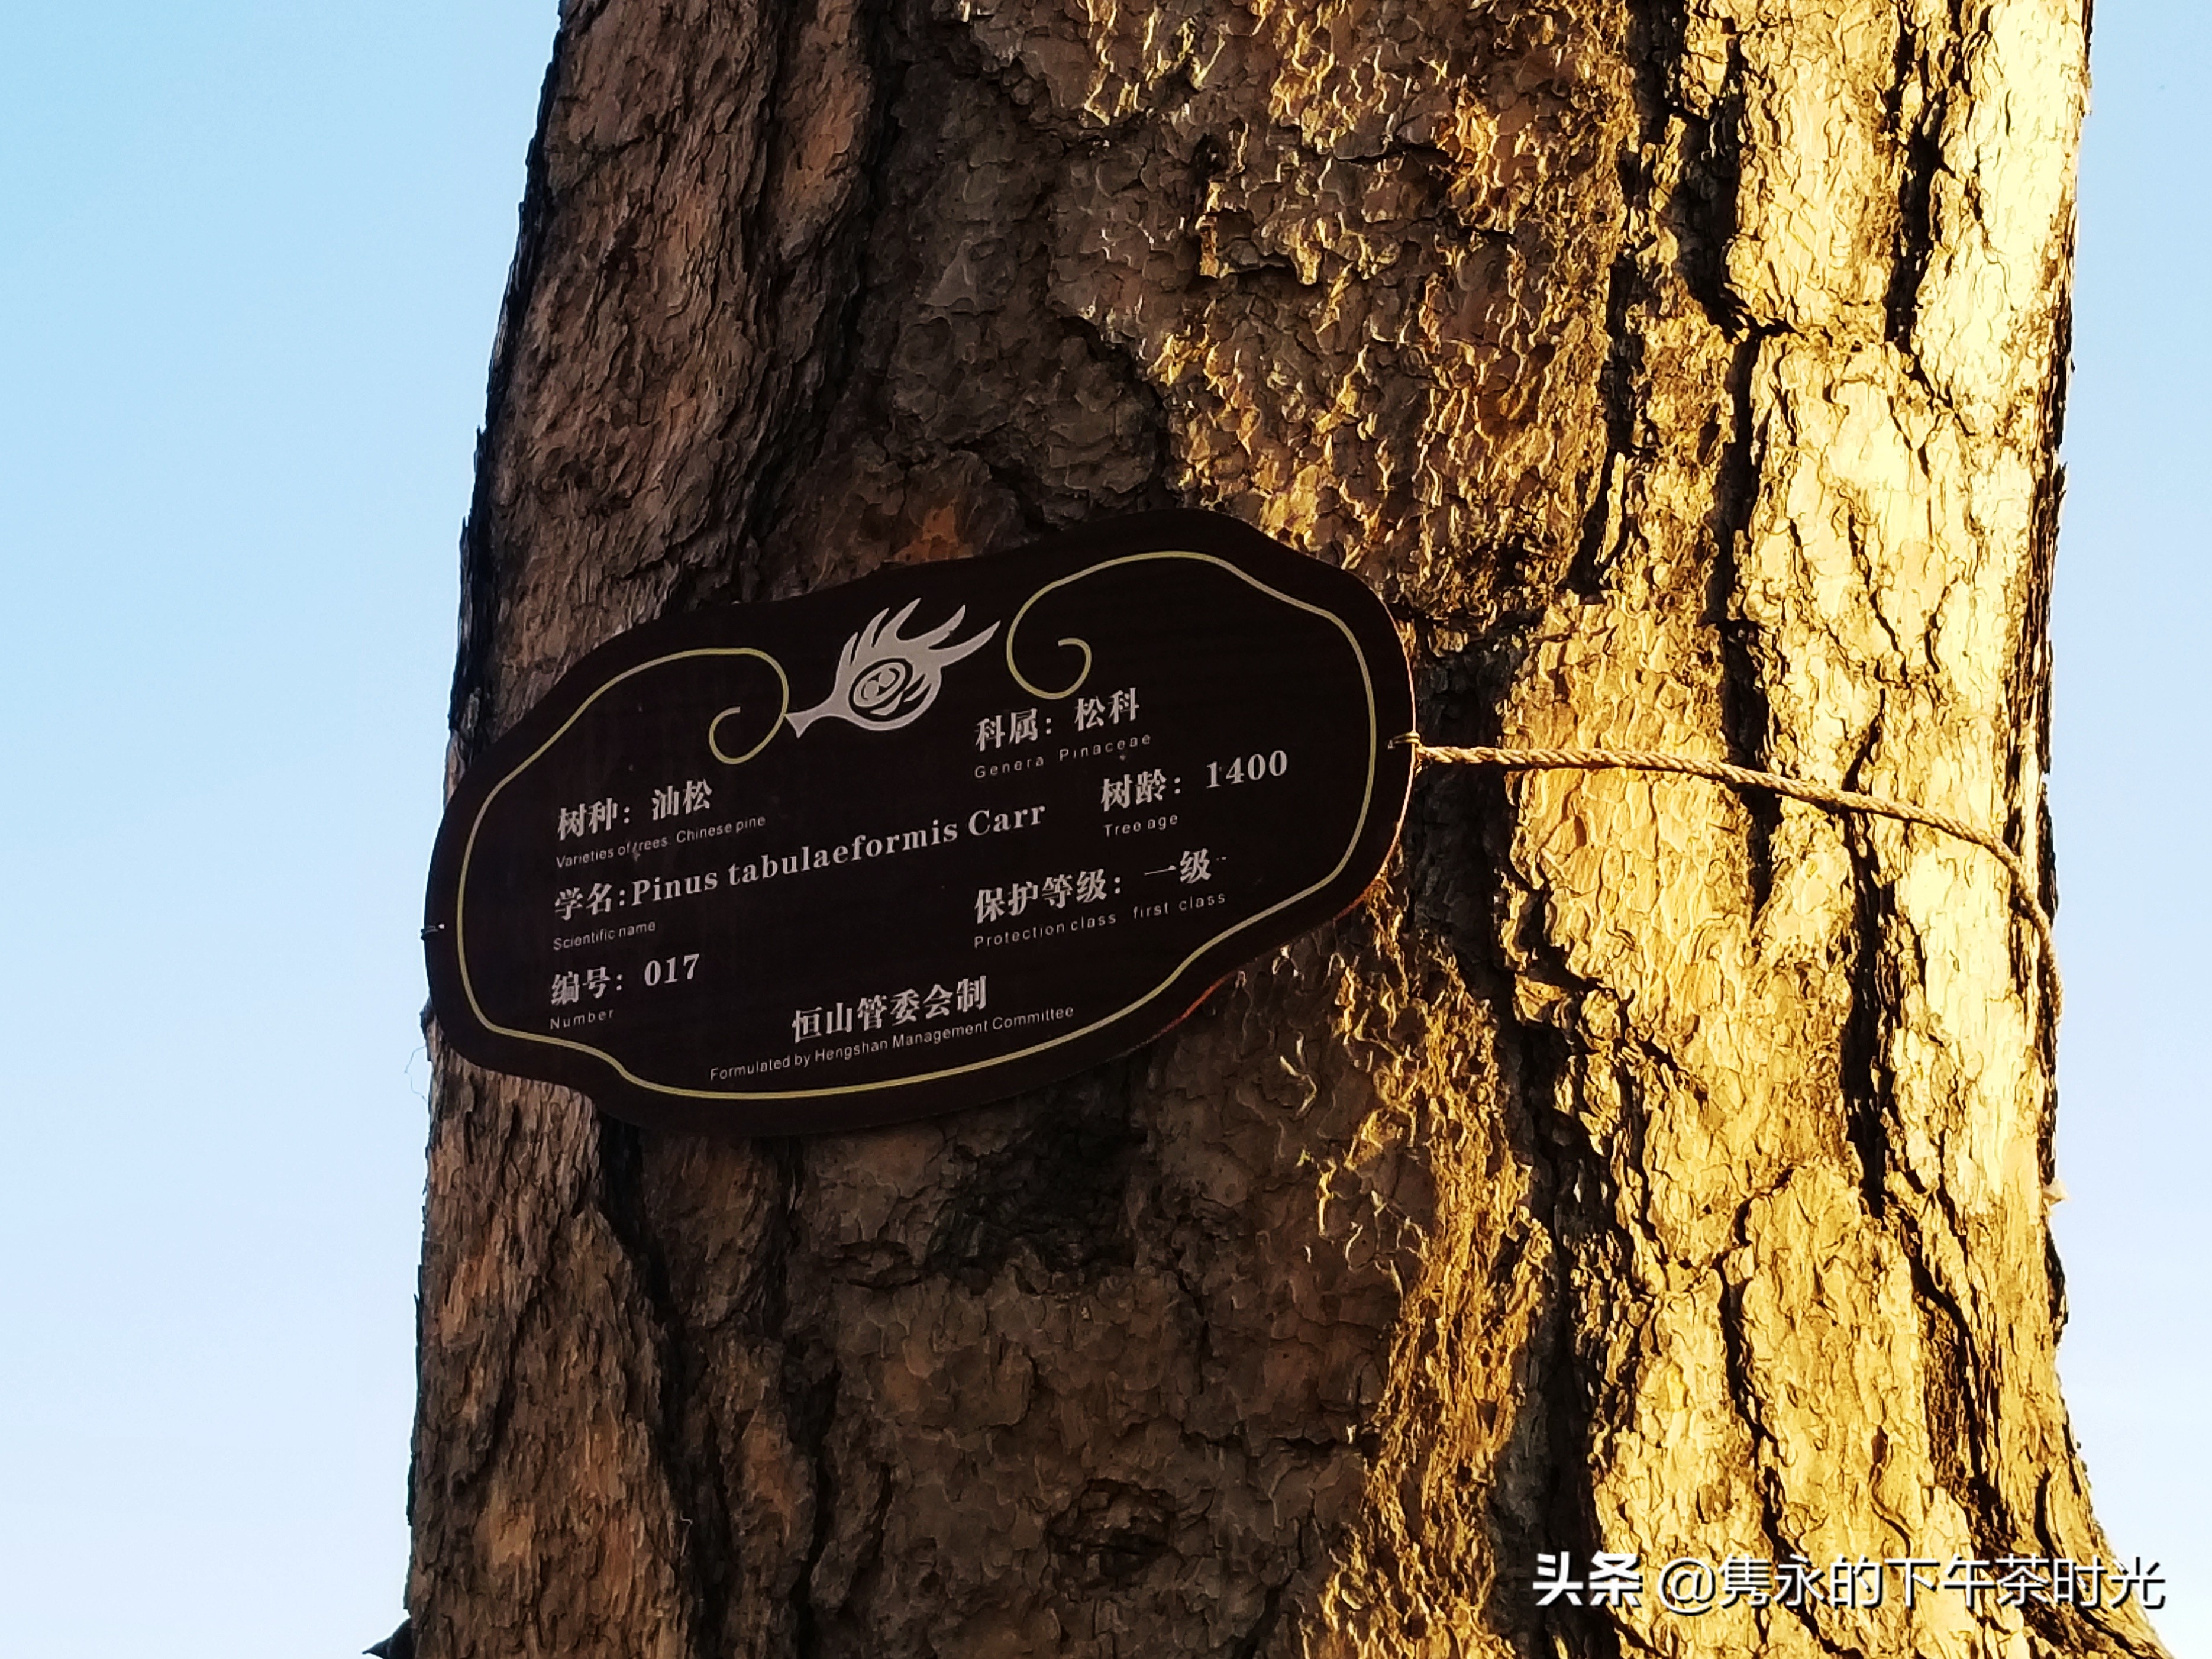 树种：油松
Varieties of trees Chinese pine
学名:Pinus tabulaeformis Carr
Scientific name
编号：017
Number
科属：松科
Genera Pinaceae
树龄：1400
Tree age
保护等级：一级
Protection class first class
恒山管委会制
Formulated by Hengshan Management Committee
头条 @隽永的下午茶时光